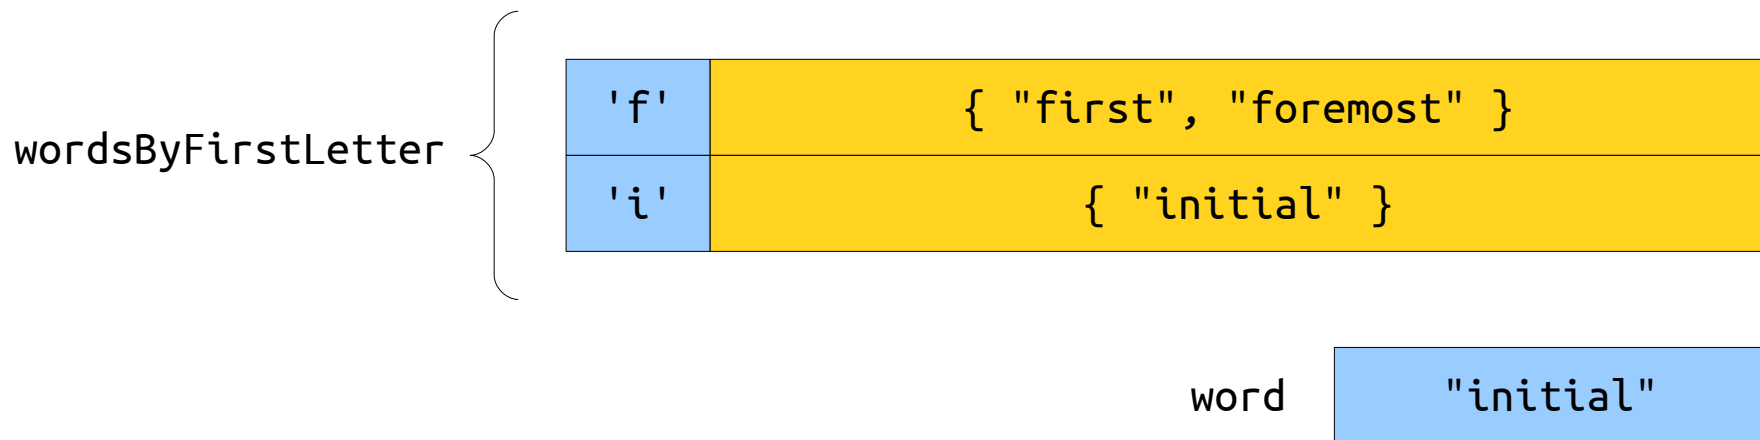 'f' { "first", "foremost" }
wordsByFirstLetter
'i' { "initial" }
word "initial"